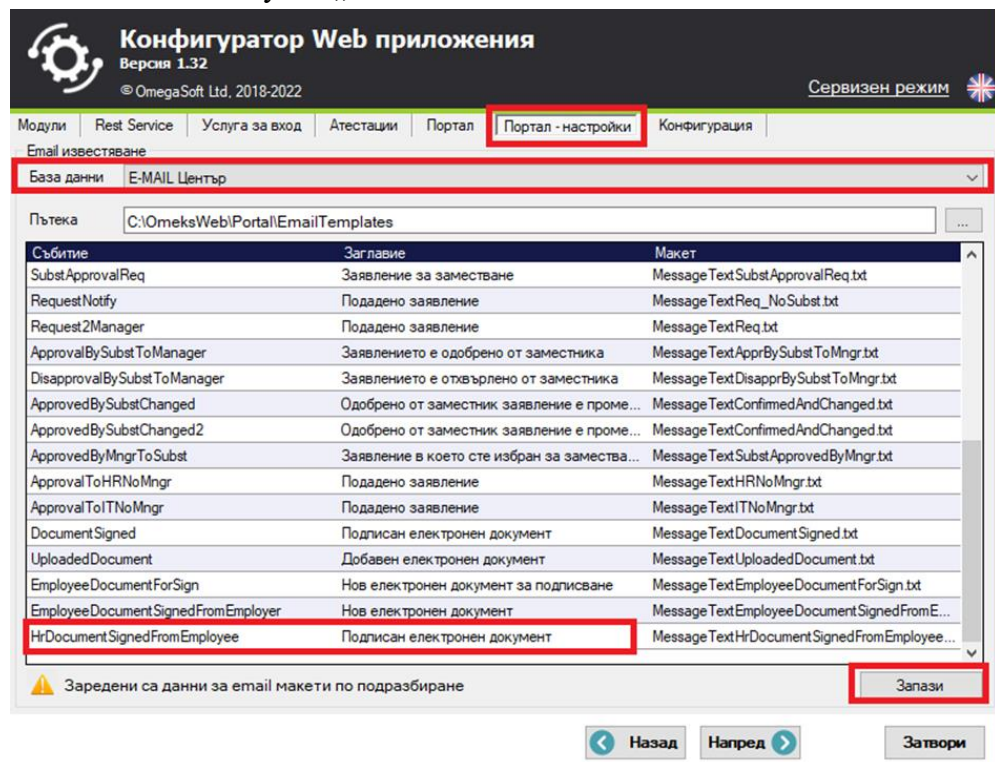 Конфигуратор Web приложения
Версия 1.32
© OmegaSoft Ltd, 2018-2022
Сервизен режим
Модули Rest Service Услуга за вход Атестации Портал Портал - настройки Конфигурация
Email известяване
База данни E-MAIL Център
Пътека C:\OmeksWeb\Portal\EmailTemplates ...
Събитие Заглавие Макет
SubstApprovalReq Заявление за заместване MessageTextSubstApprovalReq.txt
RequestNotify Подадено заявление MessageTextReq_NoSubst.txt
Request2Manager Подадено заявление MessageTextReq.txt
ApprovalBySubstToManager Заявлението е одобрено от заместника MessageTextApprBySubstToMngr.txt
DisapprovalBySubstToManager Заявлението е отхвърлено от заместника MessageTextDisapprBySubstToMngr.txt
ApprovedBySubstChanged Одобрено от заместник заявление е проме... MessageTextConfirmedAndChanged.txt
ApprovedBySubstChanged2 Одобрено от заместник заявление е проме... MessageTextConfirmedAndChanged.txt
ApprovedByMngrToSubst Заявление в което сте избран за замества... MessageTextSubstApprovedByMngr.txt
ApprovalToHRNoMngr Подадено заявление MessageTextHRNoMngr.txt
ApprovalToITNoMngr Подадено заявление MessageTextITNoMngr.txt
DocumentSigned Подписан електронен документ MessageTextDocumentSigned.txt
UploadedDocument Добавен електронен документ MessageTextUploadedDocument.txt
EmployeeDocumentForSign Нов електронен документ за подписване MessageTextEmployeeDocumentForSign.txt
EmployeeDocumentSignedFromEmployer Нов електронен документ MessageTextEmployeeDocumentSignedFromE...
HrDocumentSignedFromEmployee Подписан електронен документ MessageTextHrDocumentSignedFromEmployee...
Заредени са данни за email макети по подразбиране Запази
Назад Напред Затвори